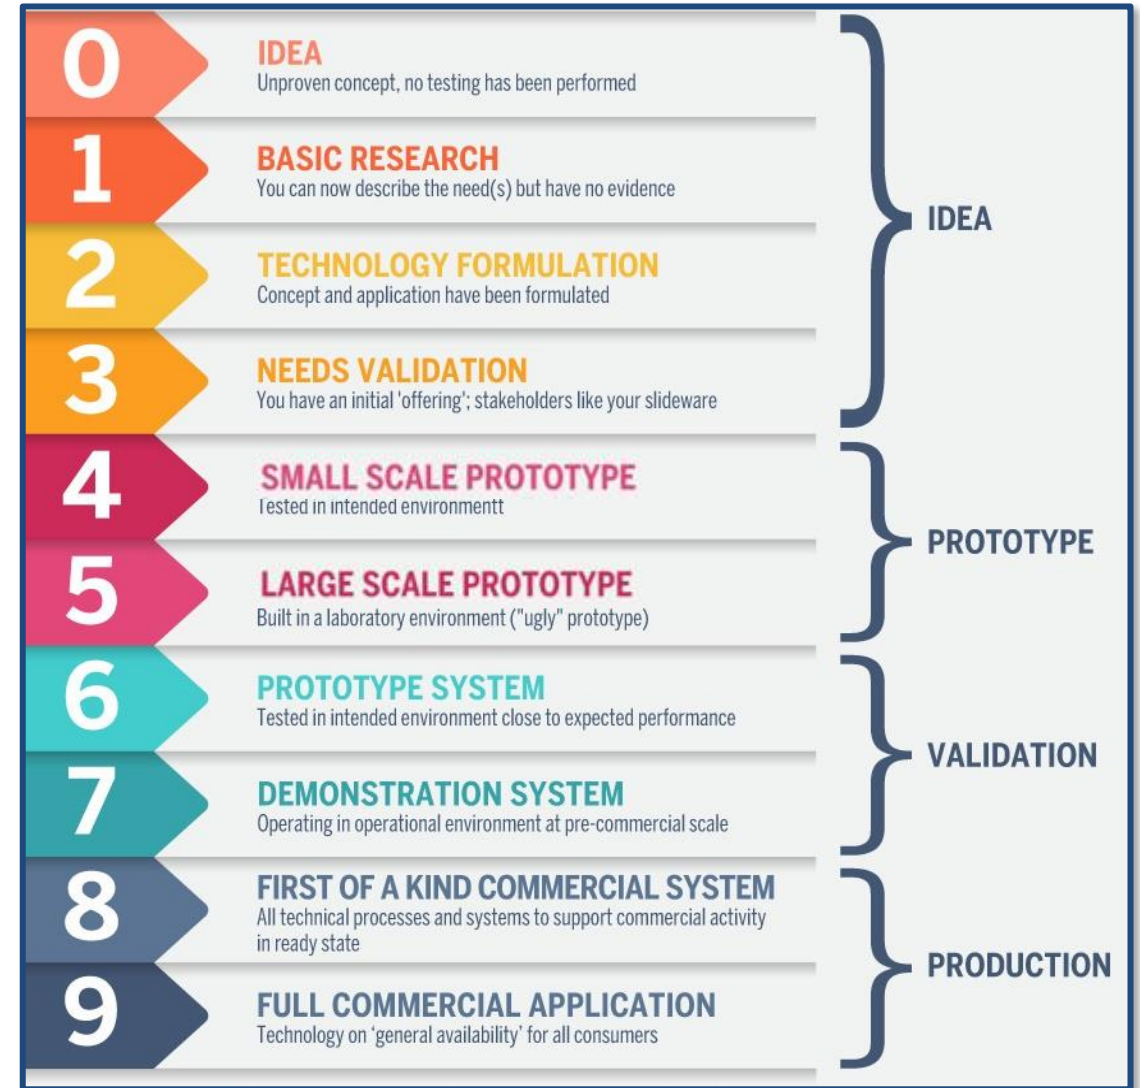 0
IDEA
Unproven concept, no testing has been performed
1
BASIC RESEARCH
You can now describe the need(s) but have no evidence
2
TECHNOLOGY FORMULATION
Concept and application have been formulated
3
NEEDS VALIDATION
You have an initial 'offering'; stakeholders like your slideware
IDEA
4
SMALL SCALE PROTOTYPE
Tested in intended environmentt
5
LARGE SCALE PROTOTYPE
Built in a laboratory environment ("ugly" prototype)
PROTOTYPE
6
PROTOTYPE SYSTEM
Tested in intended environment close to expected performance
7
DEMONSTRATION SYSTEM
Operating in operational environment at pre-commercial scale
VALIDATION
8
FIRST OF A KIND COMMERCIAL SYSTEM
All technical processes and systems to support commercial activity
in ready state
9
FULL COMMERCIAL APPLICATION
Technology on ‘general availability’ for all consumers
PRODUCTION